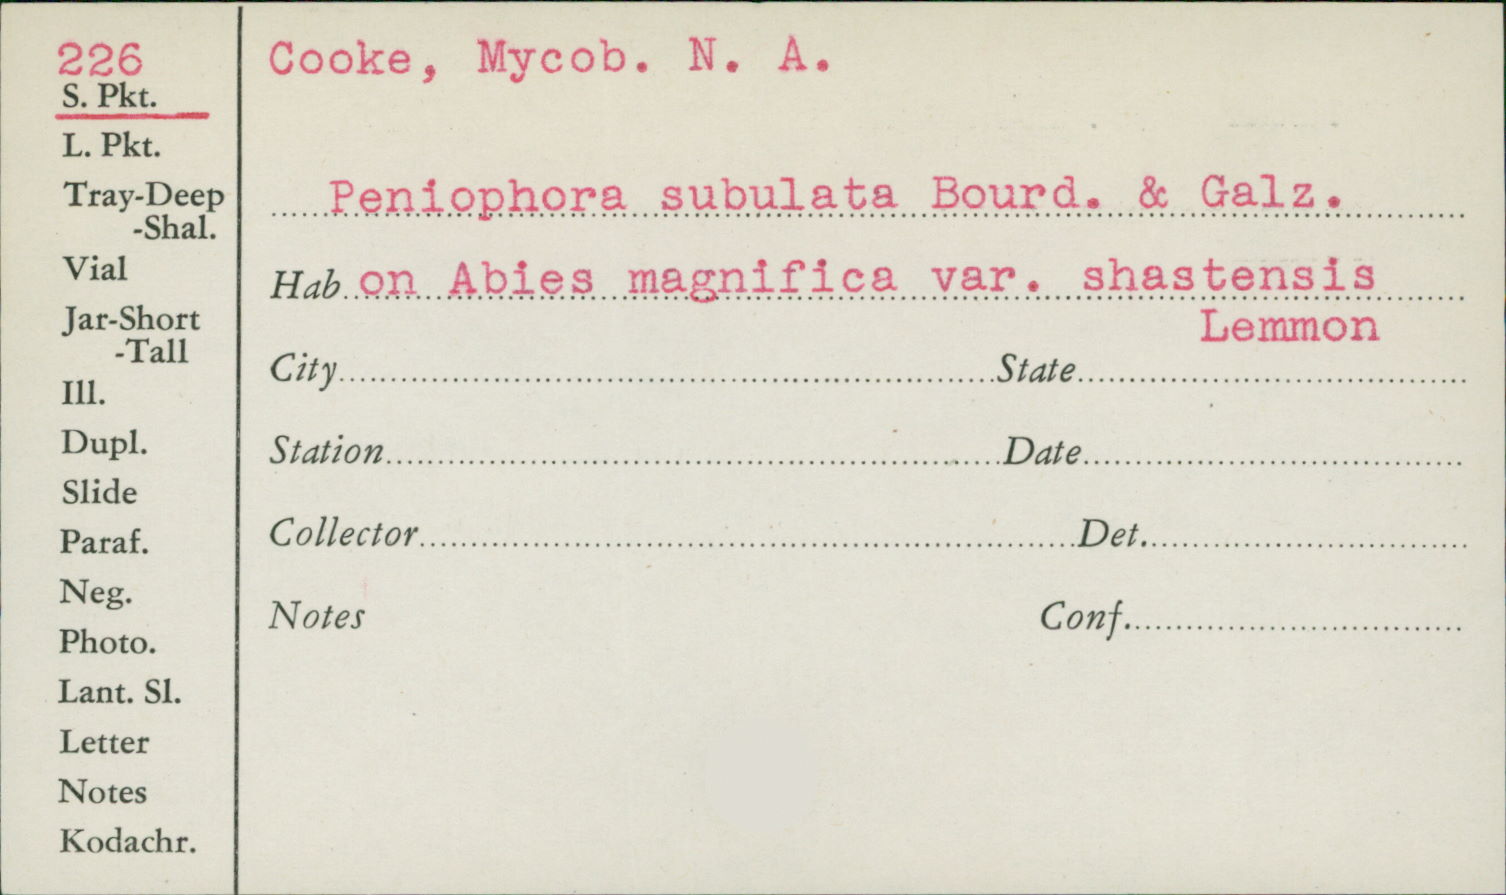 226
S. Pkt.
L. Pkt.
Tray-Deep
-Shal.
Vial
Jar-Short
-Tall
Ill.
Dupl.
Slide
Paraf.
Neg.
Photo.
Lant. Sl.
Letter
Notes
Kodachr.
Cooke, Mycob. N. A.
Peniophora subulata Bourd. & Galz.
Hab on Abies magnifica var. shastensis
Lemmon
City State
Station Date
Collector Det.
Notes Conf.